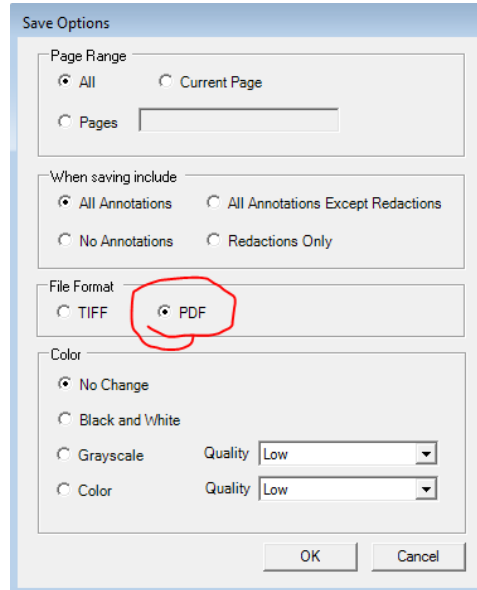 Save Options
Page Range
All Current Page
Pages
When saving include
All Annotations All Annotations Except Redactions
No Annotations Redactions Only
File Format
TIFF PDF
Color
No Change
Black and White
Grayscale Quality Low
Color Quality Low
OK Cancel